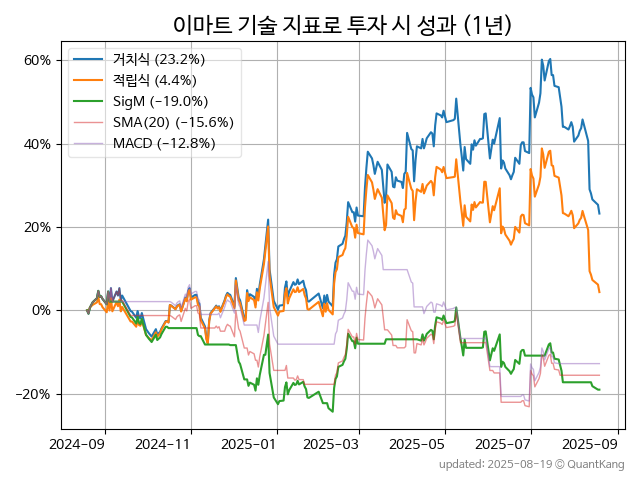 이마트 기술 지표로 투자 시 성과 (1년)
거치식 (23.2%)
적립식 (4.4%)
SigM (−19.0%)
SMA(20) (−15.6%)
MACD (−12.8%)
60%
40%
20%
0%
−20%
2024-09 2024-11 2025-01 2025-03 2025-05 2025-07 2025-09
updated: 2025-08-19 © QuantKang